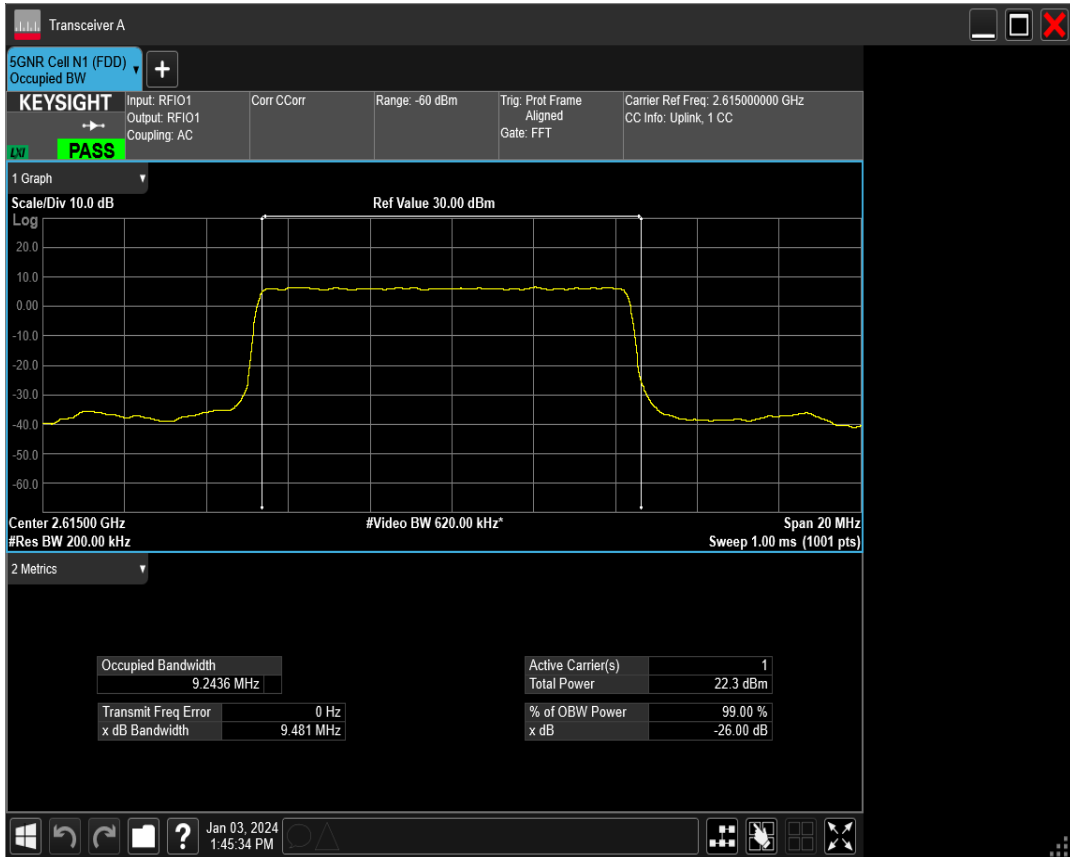 Transceiver A
5GNR Cell N1 (FDD)
Occupied BW
KEYSIGHT
LXI
PASS
Input: RFIO1
Output: RFIO1
Coupling: AC
Corr CCorr
Range: -60 dBm
Trig: Prot Frame
Aligned
Gate: FFT
Carrier Ref Freq: 2.615000000 GHz
CC Info: Uplink, 1 CC
1 Graph
Scale/Div 10.0 dB
Ref Value 30.00 dBm
Log
20.0
10.0
0.00
-10.0
-20.0
-30.0
-40.0
-50.0
-60.0
Center 2.61500 GHz
#Video BW 620.00 kHz*
Span 20 MHz
#Res BW 200.00 kHz
Sweep 1.00 ms (1001 pts)
2 Metrics
Occupied Bandwidth
9.2436 MHz
Transmit Freq Error 0 Hz
x dB Bandwidth 9.481 MHz
Active Carrier(s) 1
Total Power 22.3 dBm
% of OBW Power 99.00 %
x dB -26.00 dB
?
Jan 03, 2024
1:45:34 PM